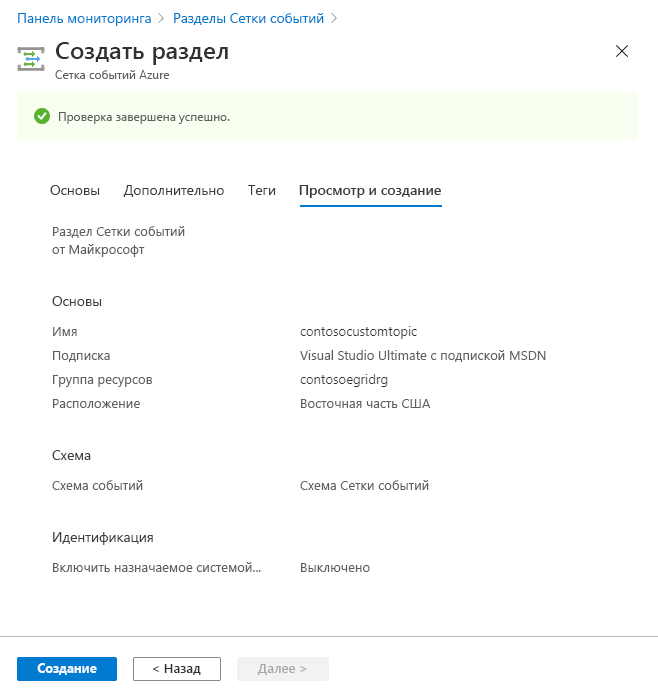 Панель мониторинга > Разделы Сетки событий >
Создать раздел
Сетка событий Azure
Проверка завершена успешно.
Основы Дополнительно Теги Просмотр и создание
Раздел Сетки событий
от Майкрософт
Основы
Имя contosocustomtopic
Подписка Visual Studio Ultimate с подпиской MSDN
Группа ресурсов contosoegridrg
Расположение Восточная часть США
Схема
Схема событий Схема Сетки событий
Идентификация
Включить назначаемое системой... Выключено
Создание < Назад Далее >